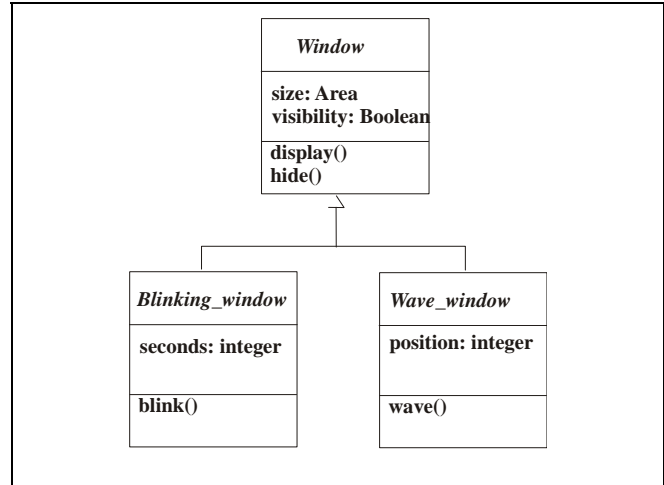 Window
size: Area
visibility: Boolean
display()
hide()
Blinking_window
seconds: integer
blink()
Wave_window
position: integer
wave()